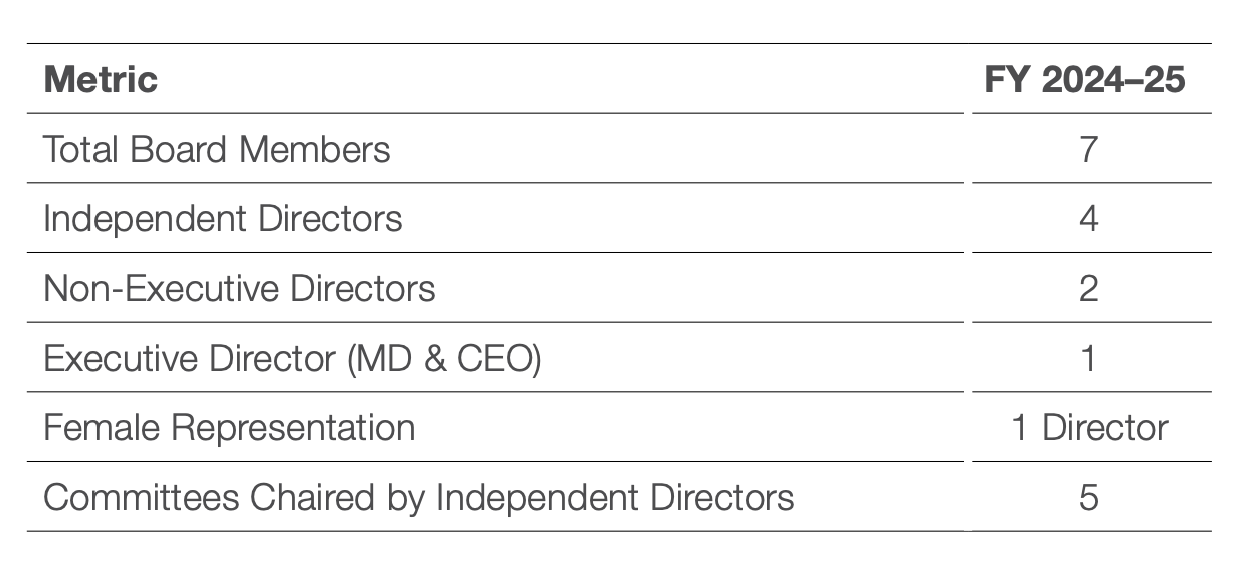 Metric FY 2024–25
Total Board Members 7
Independent Directors 4
Non-Executive Directors 2
Executive Director (MD & CEO) 1
Female Representation 1 Director
Committees Chaired by Independent Directors 5